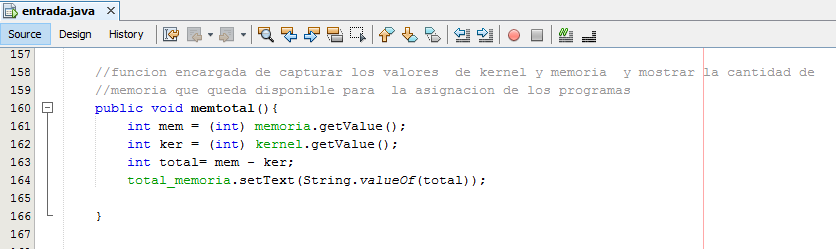 entrada.java
Source Design History
157
158 //funcion encargada de capturar los valores  de kernel y memoria  y mostrar la cantidad de
159 //memoria que queda disponible para  la asignacion de los programas
160 public void memtotal(){
161 int mem = (int) memoria.getValue();
162 int ker = (int) kernel.getValue();
163 int total= mem - ker;
164 total_memoria.setText(String.valueOf(total));
165
166 }
167